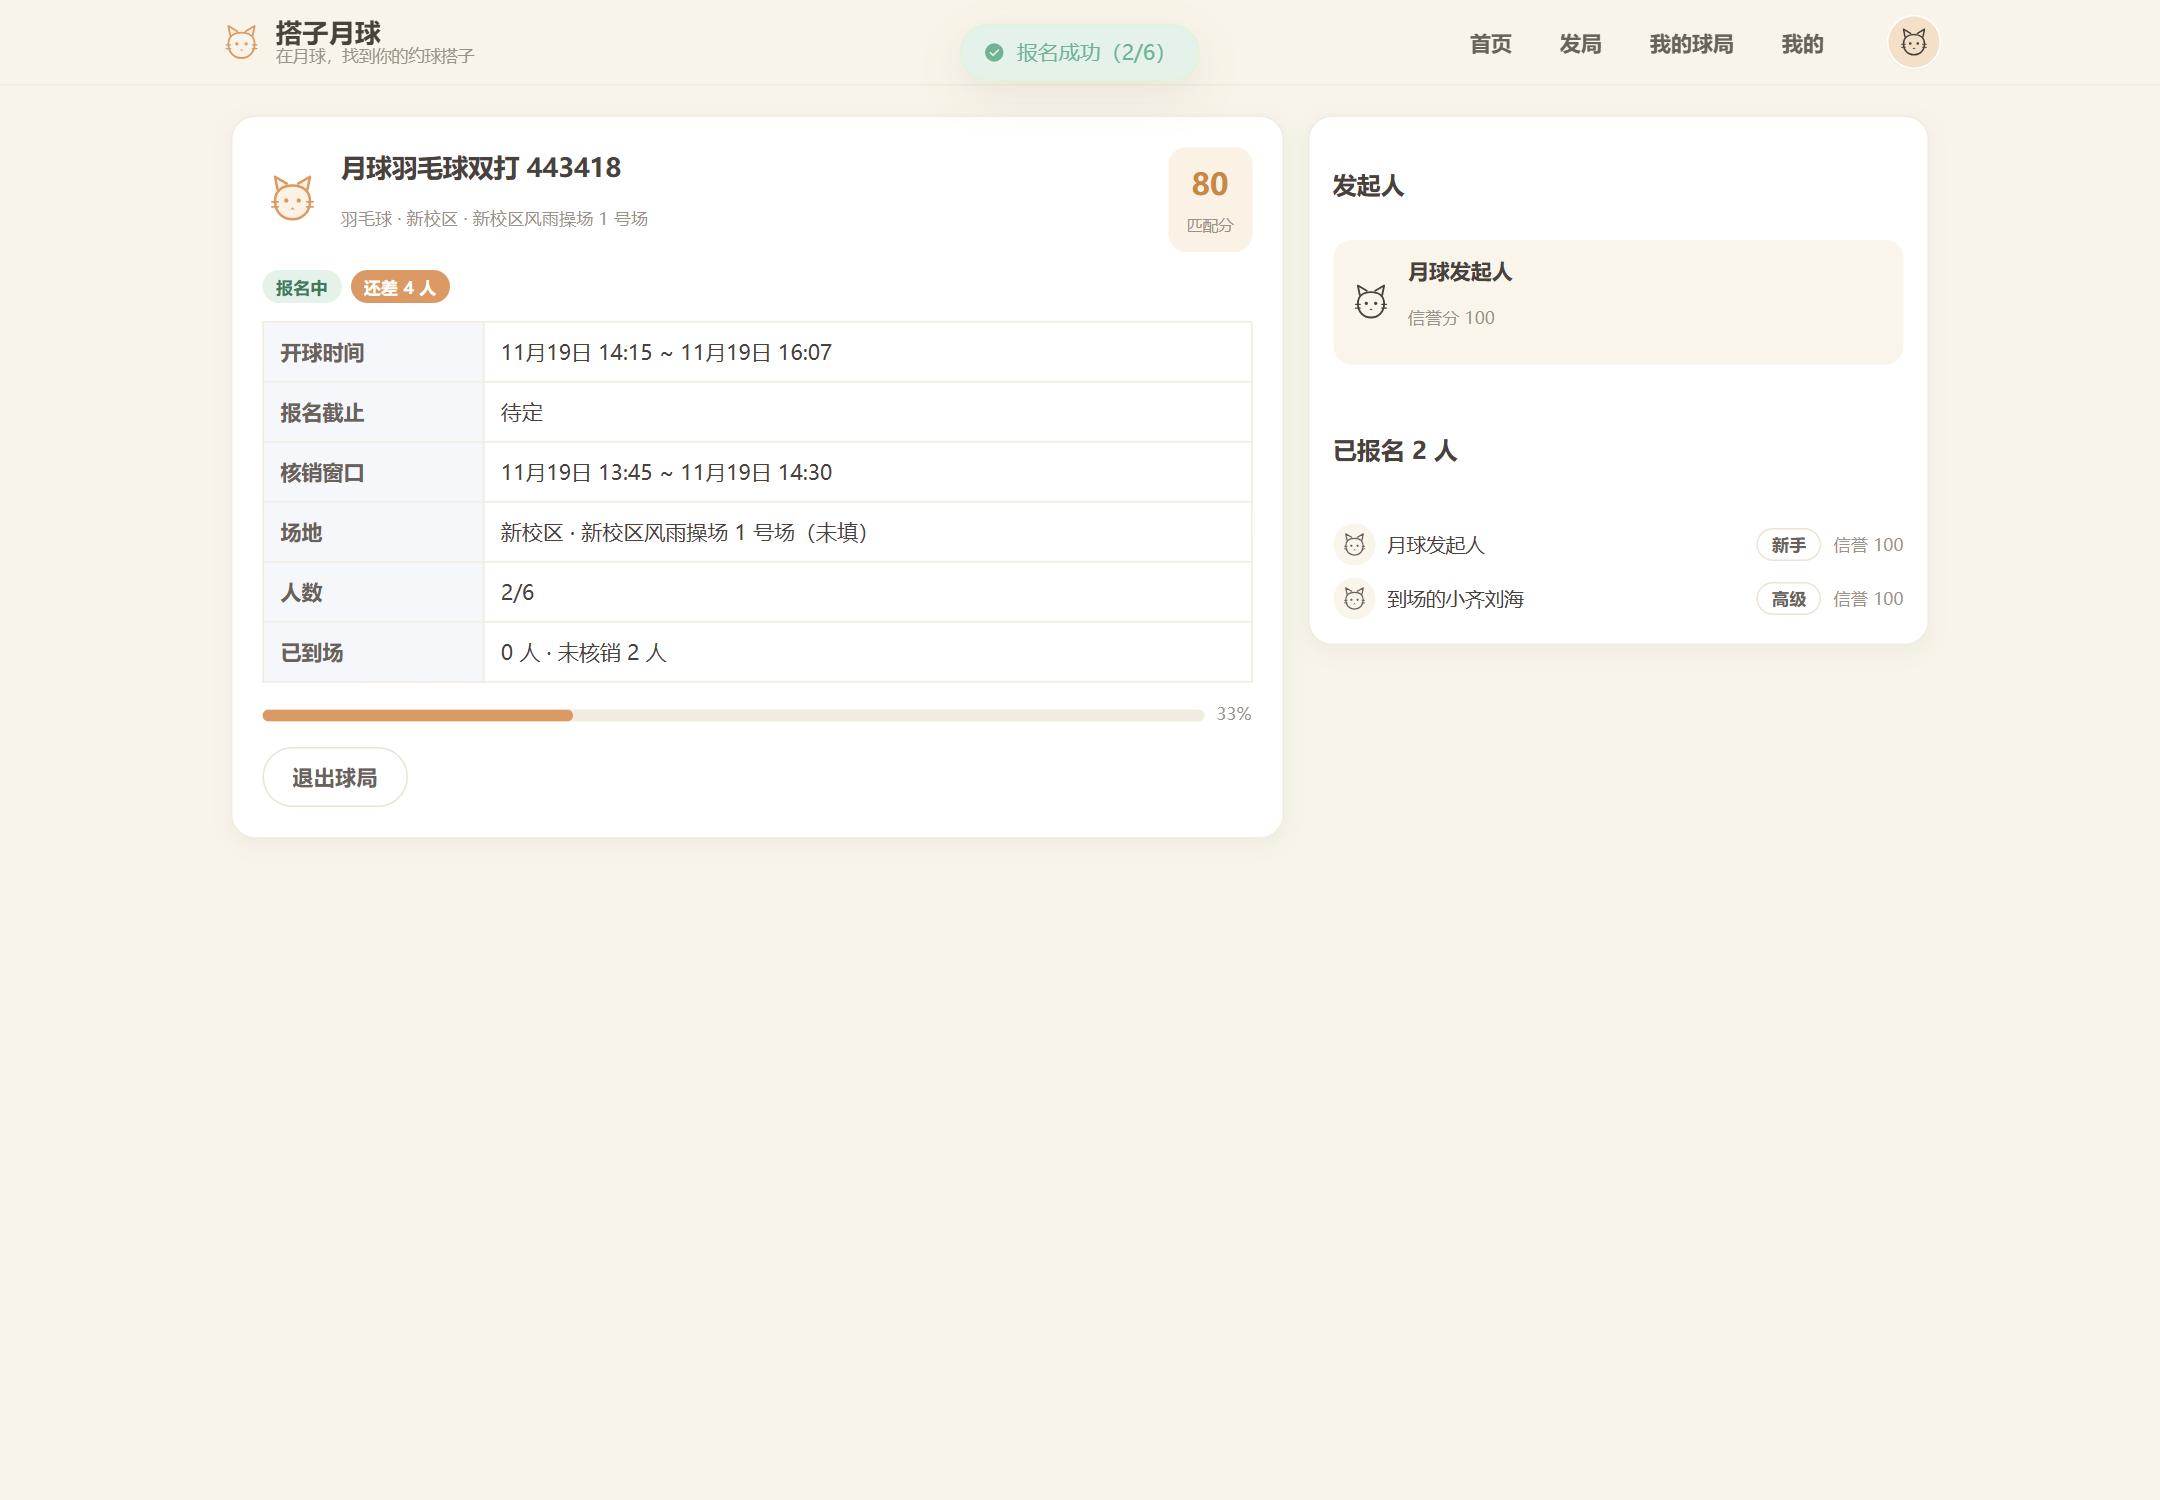 搭子月球
在月球，找到你的约球搭子
报名成功（2/6）
首页
发局
我的球局
我的
月球羽毛球双打 443418
羽毛球 · 新校区 · 新校区风雨操场 1 号场
80
匹配分
报名中
还差 4 人
开球时间
11月19日 14:15 ~ 11月19日 16:07
报名截止
待定
核销窗口
11月19日 13:45 ~ 11月19日 14:30
场地
新校区 · 新校区风雨操场 1 号场（未填）
人数
2/6
已到场
0 人 · 未核销 2 人
33%
退出球局
发起人
月球发起人
信誉分 100
已报名 2 人
月球发起人
新手
信誉 100
到场的小齐刘海
高级
信誉 100